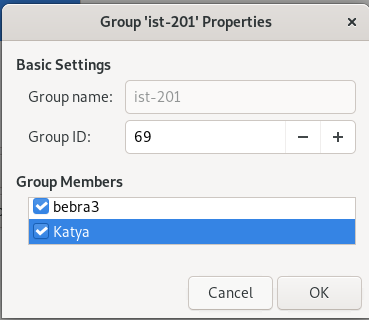 Group 'ist-201' Properties
Basic Settings
Group name: ist-201
Group ID: 69
Group Members
bebra3
Katya
Cancel OK